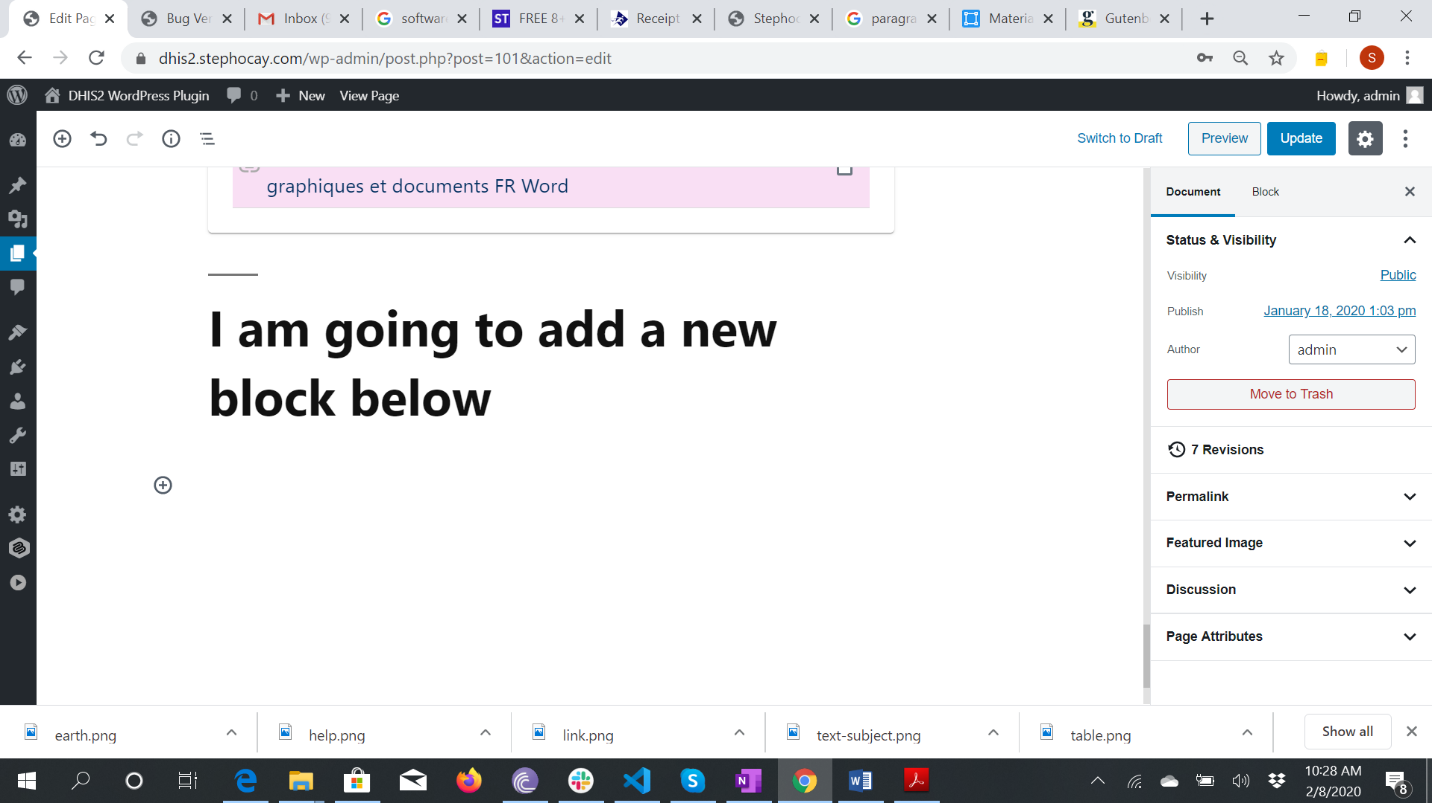 Edit Pag
Bug Ver
Inbox (9
softwar
ST FREE 8+
Receipt
Stephoc
paragra
Materia
g Gutenb
dhis2.stephocay.com/wp-admin/post.php?post=101&action=edit
S
DHIS2 WordPress Plugin 0 New View Page
Howdy, admin
Switch to Draft Preview Update
graphiques et documents FR Word
I am going to add a new
block below
Document Block
Status & Visibility
Visibility Public
Publish January 18, 2020 1:03 pm
Author admin
Move to Trash
7 Revisions
Permalink
Featured Image
Discussion
Page Attributes
earth.png help.png link.png text-subject.png table.png Show all
10:28 AM
2/8/2020
8